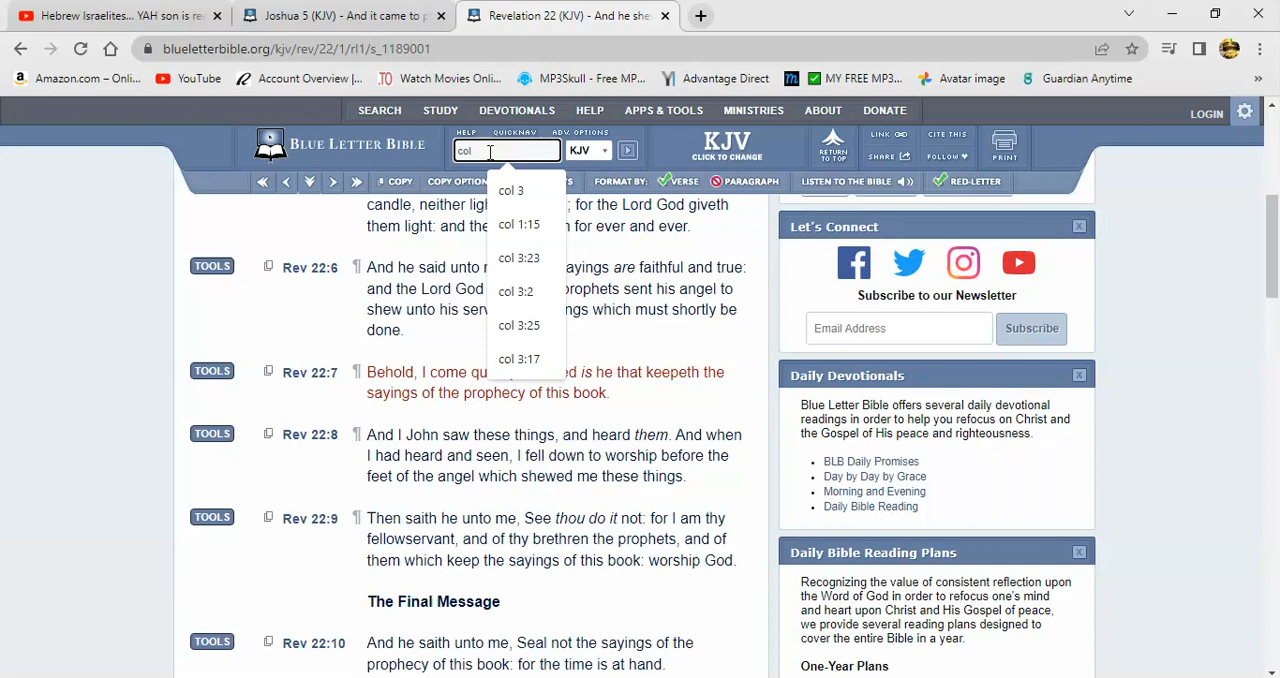 Hebrew Israelites... YAH son is re
Joshua 5 (KJV) - And it came to p
Revelation 22 (KJV) - And he she
blueletterbible.org/kjv/rev/22/1/rl1/s_1189001
Amazon.com – Onli...
YouTube
Account Overview |...
Watch Movies Onli...
MP3Skull - Free MP...
Advantage Direct
MY FREE MP3...
Avatar image
Guardian Anytime
»
SEARCH
STUDY
DEVOTIONALS
HELP
APPS & TOOLS
MINISTRIES
ABOUT
DONATE
LOGIN
BLUE LETTER BIBLE
HELP
QUICKNAV
ADV. OPTIONS
col
KJV
KJV
CLICK TO CHANGE
RETURN
TO TOP
LINK
CITE THIS
SHARE
FOLLOW
PRINT
COPY
COPY OPTION
S
FORMAT BY:
VERSE
PARAGRAPH
LISTEN TO THE BIBLE
RED-LETTER
col 3
col 1:15
col 3:23
col 3:2
col 3:25
col 3:17
candle, neither ligh ; for the Lord God giveth
them light: and the n for ever and ever.
TOOLS
Rev 22:6
¶
And he said unto m ayings are faithful and true:
and the Lord God prophets sent his angel to
shew unto his serv ings which must shortly be
done.
TOOLS
Rev 22:7
¶
Behold, I come qu ed is he that keepeth the
sayings of the prophecy of this book.
TOOLS
Rev 22:8
¶
And I John saw these things, and heard them. And when
I had heard and seen, I fell down to worship before the
feet of the angel which shewed me these things.
TOOLS
Rev 22:9
¶
Then saith he unto me, See thou do it not: for I am thy
fellowservant, and of thy brethren the prophets, and of
them which keep the sayings of this book: worship God.
The Final Message
TOOLS
Rev 22:10
And he saith unto me, Seal not the sayings of the
prophecy of this book: for the time is at hand.
Let's Connect
Subscribe to our Newsletter
Email Address
Subscribe
Daily Devotionals
Blue Letter Bible offers several daily devotional
readings in order to help you refocus on Christ and
the Gospel of His peace and righteousness.
BLB Daily Promises
Day by Day by Grace
Morning and Evening
Daily Bible Reading
Daily Bible Reading Plans
Recognizing the value of consistent reflection upon
the Word of God in order to refocus one's mind
and heart upon Christ and His Gospel of peace,
we provide several reading plans designed to
cover the entire Bible in a year.
One-Year Plans